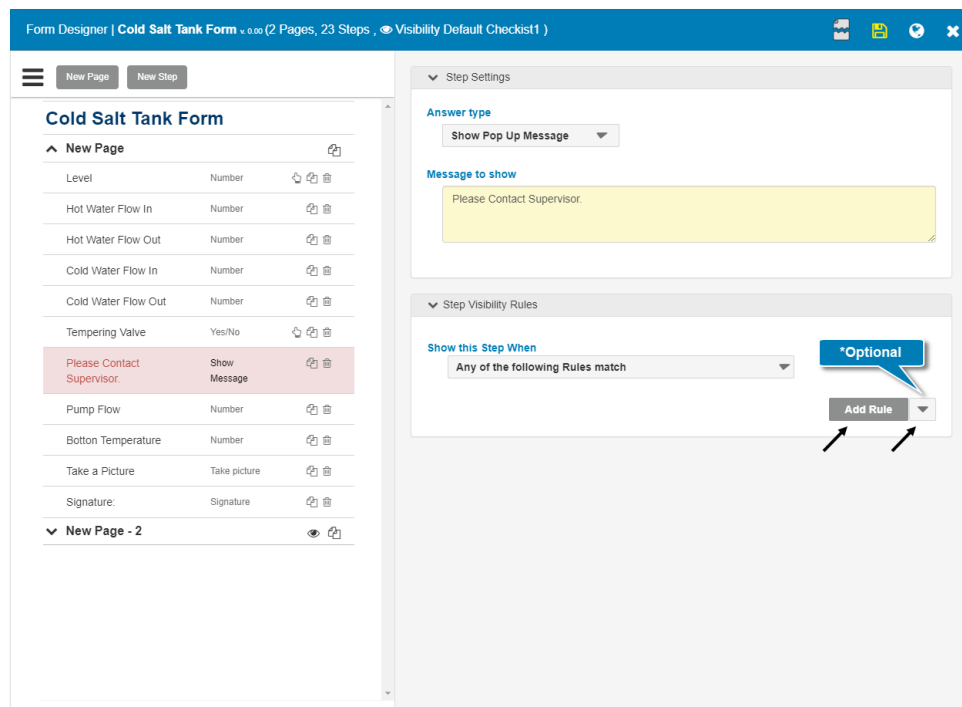 Form Designer | Cold Salt Tank Form v. 0.00 (2 Pages, 23 Steps , Visibility Default Checkist1 )
New Page New Step
Cold Salt Tank Form
New Page
Level Number
Hot Water Flow In Number
Hot Water Flow Out Number
Cold Water Flow In Number
Cold Water Flow Out Number
Tempering Valve Yes/No
Please Contact Show
Supervisor. Message
Pump Flow Number
Botton Temperature Number
Take a Picture Take picture
Signature: Signature
New Page - 2
Step Settings
Answer type
Show Pop Up Message
Message to show
Please Contact Supervisor.
Step Visibility Rules
Show this Step When
Any of the following Rules match
*Optional
Add Rule